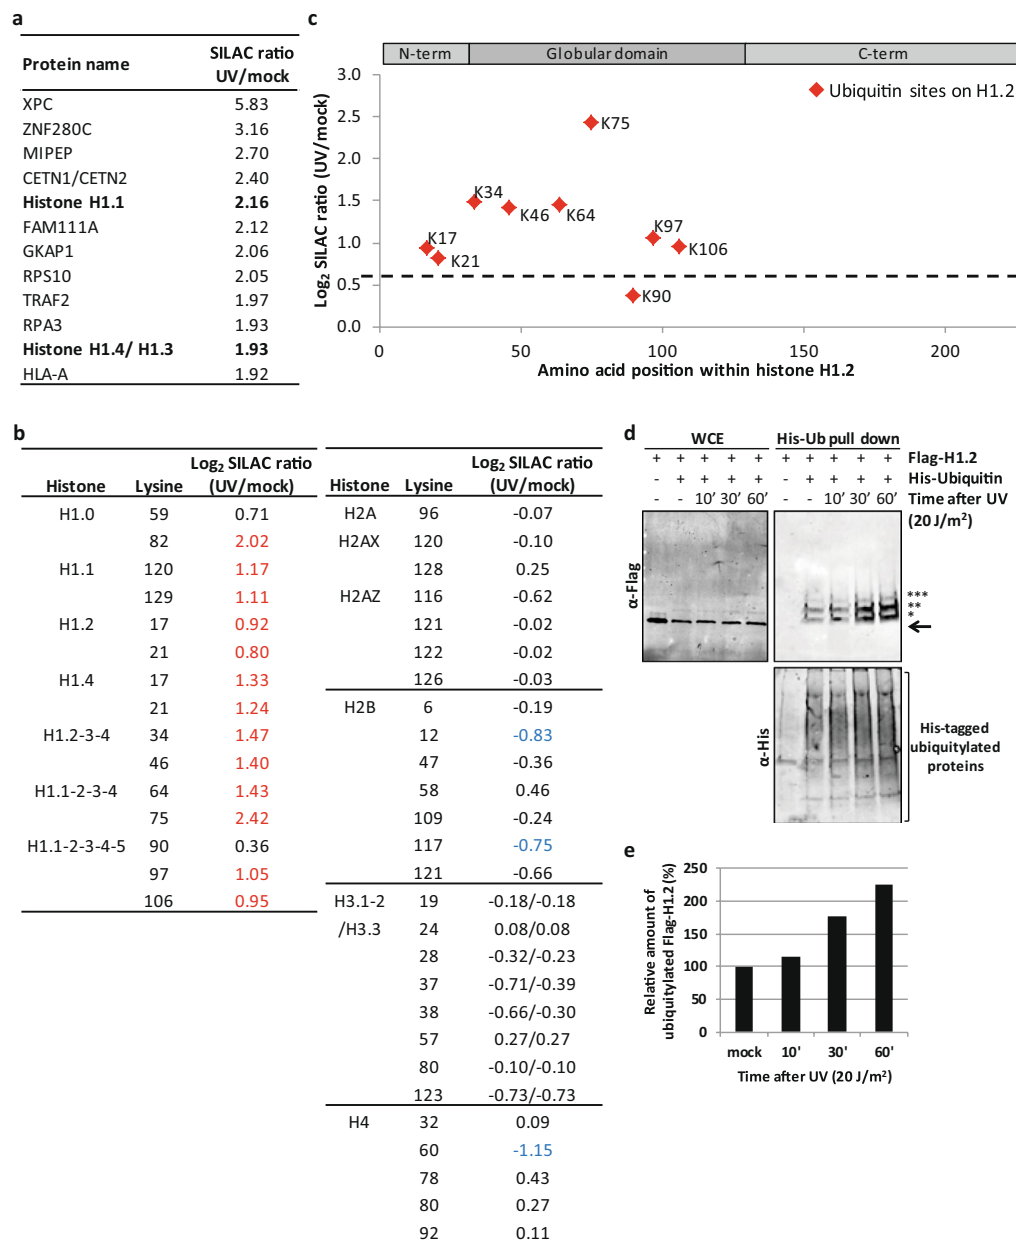 a
Protein name SILAC ratio UV/mock
XPC 5.83
ZNF280C 3.16
MIPEP 2.70
CETN1/CETN2 2.40
Histone H1.1 2.16
FAM111A 2.12
GKAP1 2.06
RPS10 2.05
TRAF2 1.97
RPA3 1.93
Histone H1.4/ H1.3 1.93
HLA-A 1.92
c
N-term Globular domain C-term
Log₂ SILAC ratio (UV/mock)
3.0
2.5
2.0
1.5
1.0
0.5
0.0
Ubiquitin sites on H1.2
K75
K34
K46
K64
K17
K21
K97
K106
K90
0 50 100 150 200
Amino acid position within histone H1.2
b
Histone Lysine Log₂ SILAC ratio (UV/mock)
H1.0 59 0.71
82 2.02
H1.1 120 1.17
129 1.11
H1.2 17 0.92
21 0.80
H1.4 17 1.33
21 1.24
H1.2-3-4 34 1.47
46 1.40
H1.1-2-3-4 64 1.43
75 2.42
H1.1-2-3-4-5 90 0.36
97 1.05
106 0.95
Histone Lysine Log₂ SILAC ratio (UV/mock)
H2A 96 -0.07
H2AX 120 -0.10
128 0.25
H2AZ 116 -0.62
121 -0.02
122 -0.02
126 -0.03
H2B 6 -0.19
12 -0.83
47 -0.36
58 0.46
109 -0.24
117 -0.75
121 -0.66
H3.1-2 19 -0.18/-0.18
/H3.3 24 0.08/0.08
28 -0.32/-0.23
37 -0.71/-0.39
38 -0.66/-0.30
57 0.27/0.27
80 -0.10/-0.10
123 -0.73/-0.73
H4 32 0.09
60 -1.15
78 0.43
80 0.27
92 0.11
d
WCE His-Ub pull down
+ + + + + + + + + + Flag-H1.2
- + + + + - + + + + His-Ubiquitin
- - 10' 30' 60' - - 10' 30' 60' Time after UV
(20 J/m²)
α-Flag
***
**
*
α-His
His-tagged
ubiquitylated
proteins
e
Relative amount of
ubiquitylated Flag-H1.2 (%)
250
200
150
100
50
0
mock 10' 30' 60'
Time after UV (20 J/m²)